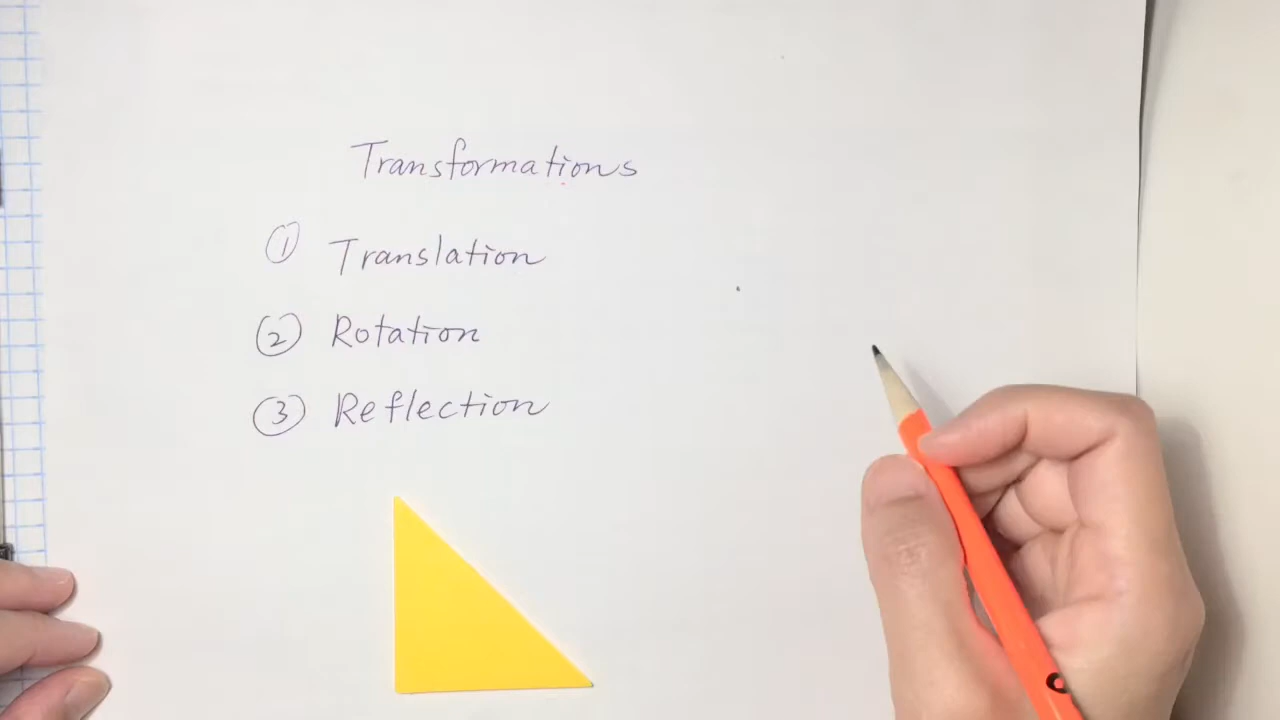 Transformations
① Translation
② Rotation
③ Reflection